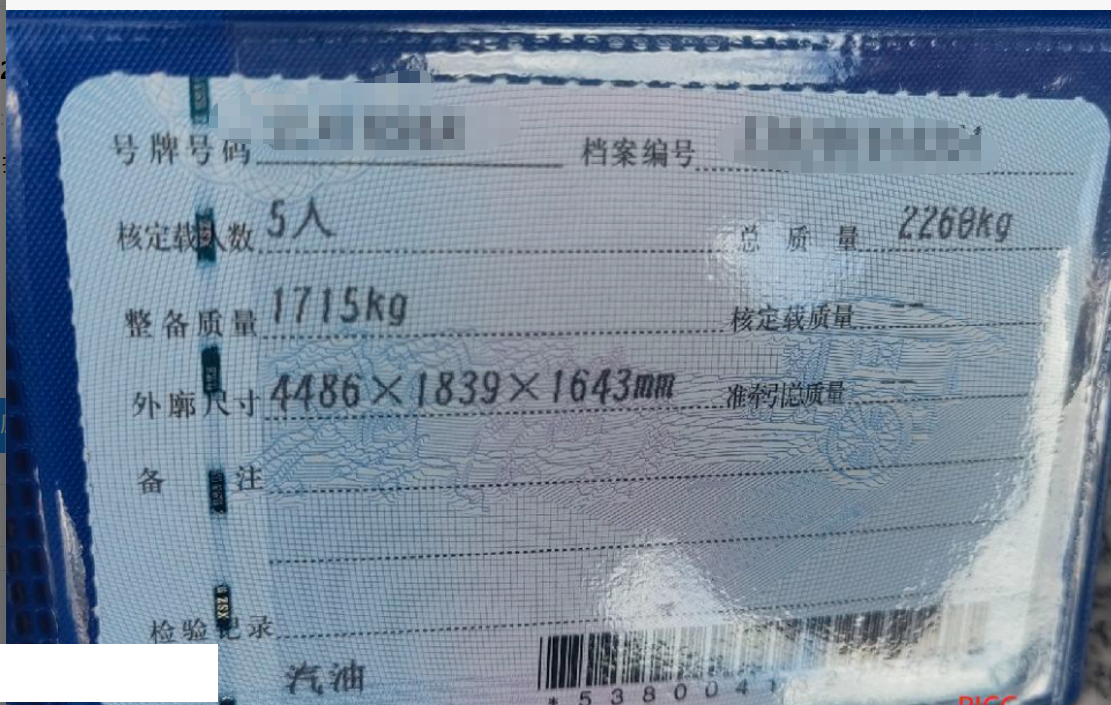 号牌号码 档案编号
核定载人数 5人 总质量 2260kg
整备质量 1715kg 核定载质量 --
外廓尺寸 4486×1839×1643mm 准牵引总质量 --
备注
检验记录
汽油
*538004
PICC